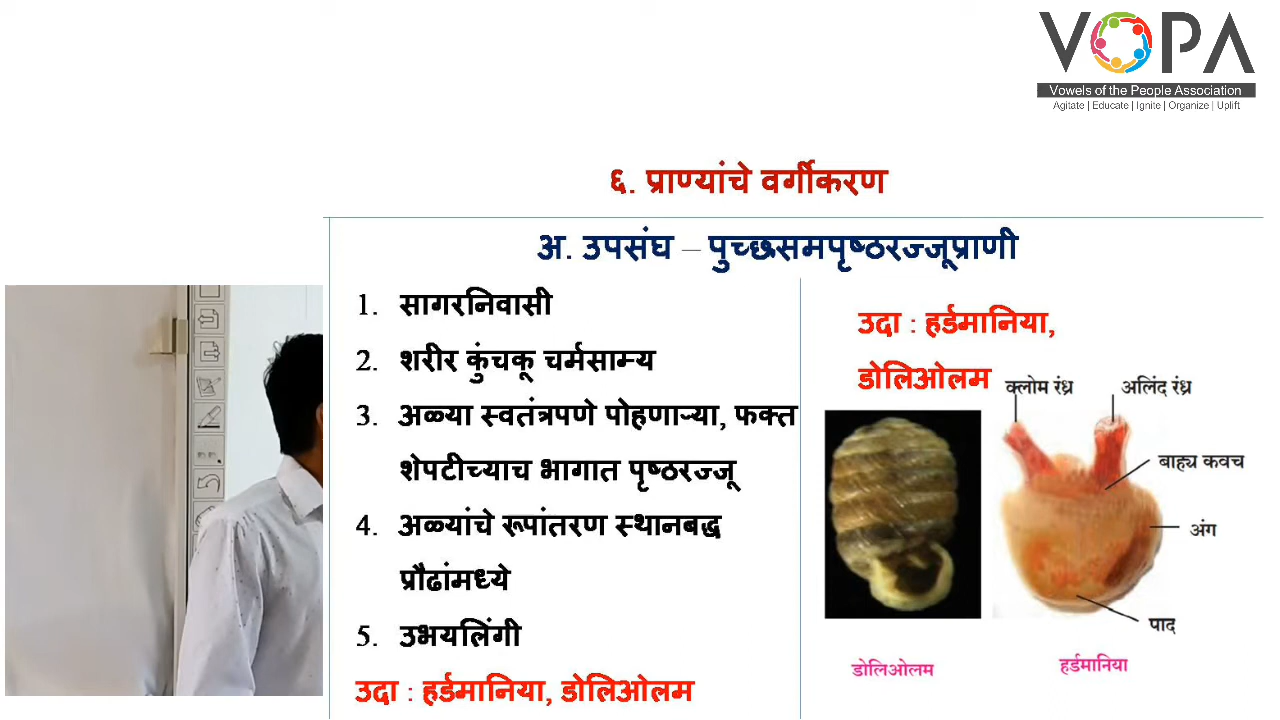 VOPA
Vowels of the People Association
Agitate | Educate | Ignite | Organize | Uplift
६. प्राण्यांचे वर्गीकरण
अ. उपसंघ – पुच्छसमपृष्ठरज्जूप्राणी
1. सागरनिवासी
2. शरीर कुंचकू चर्मसाम्य
3. अळ्या स्वतंत्रपणे पोहणाऱ्या, फक्त
शेपटीच्याच भागात पृष्ठरज्जू
4. अळ्यांचे रूपांतरण स्थानबद्ध
प्रौढांमध्ये
5. उभयलिंगी
उदा : हर्डमानिया, डोलिओलम
उदा : हर्डमानिया,
डोलिओलम
क्लोम रंध्र
अलिंद रंध्र
बाह्य कवच
अंग
पाद
डोलिओलम
हर्डमानिया